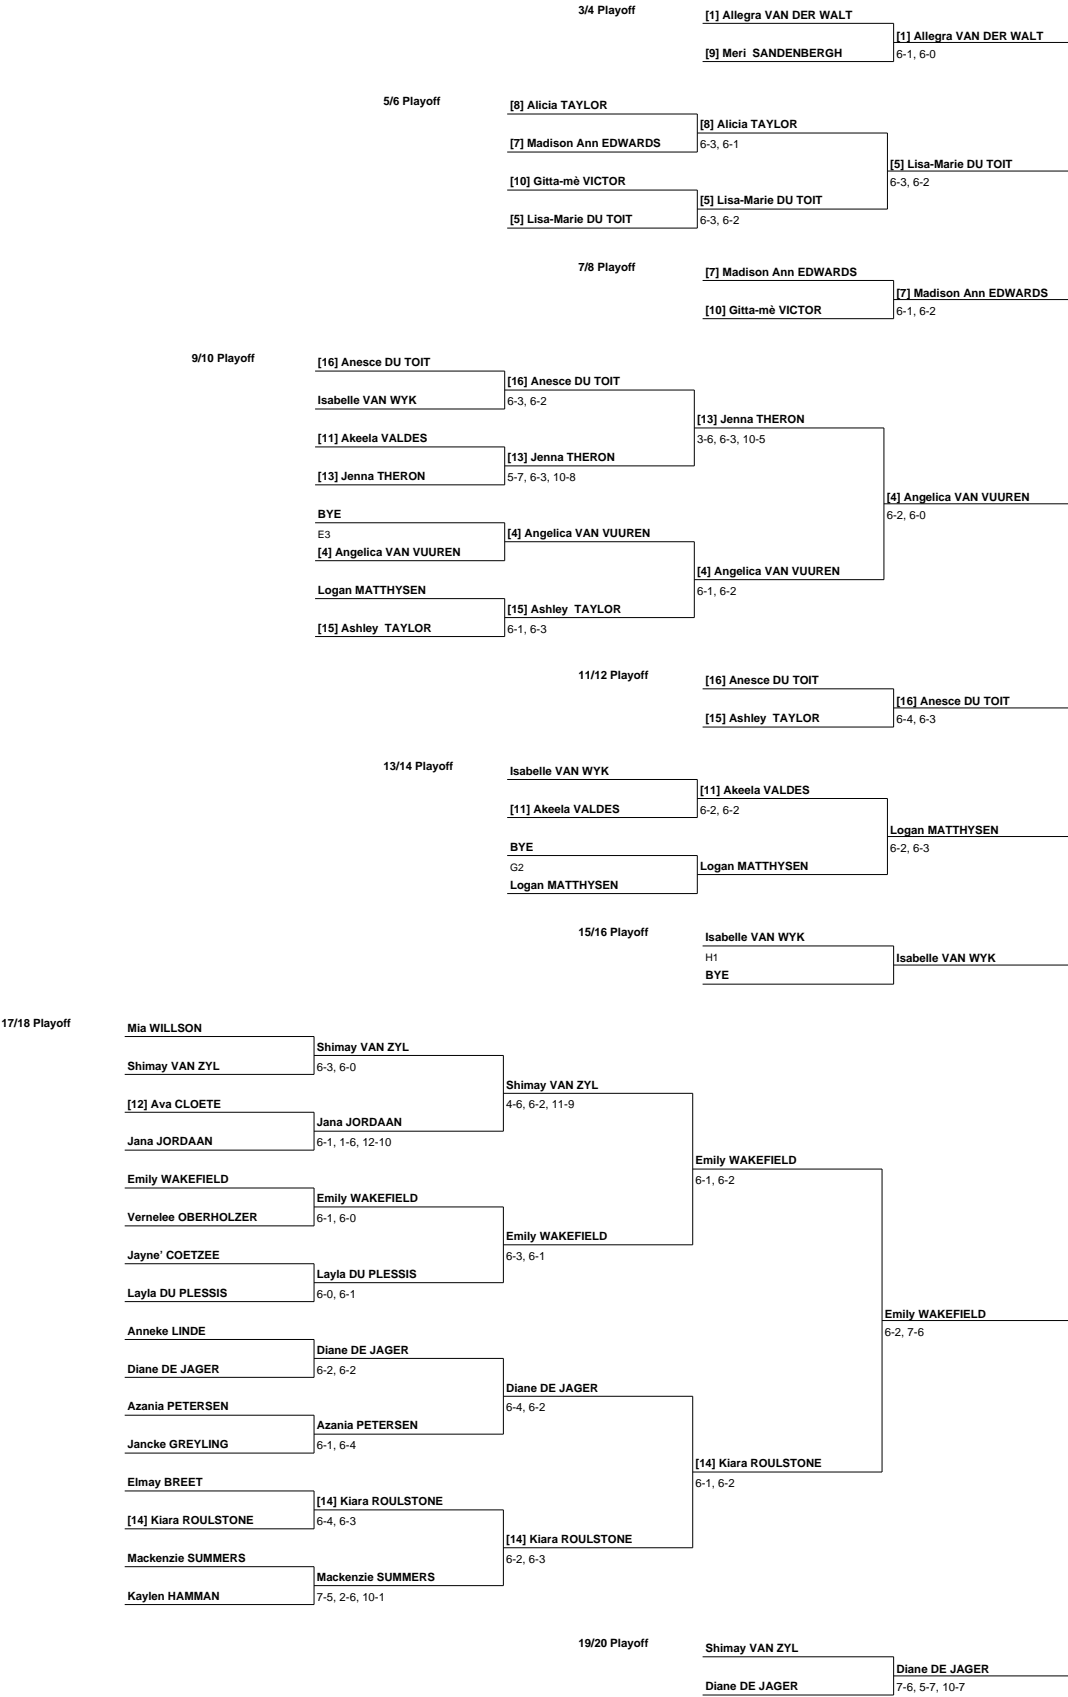 3/4 Playoff
[1] Allegra VAN DER WALT
[1] Allegra VAN DER WALT
[9] Meri  SANDENBERGH
6-1, 6-0
5/6 Playoff
[8] Alicia TAYLOR
[8] Alicia TAYLOR
[7] Madison Ann EDWARDS
6-3, 6-1
[5] Lisa-Marie DU TOIT
6-3, 6-2
[10] Gitta-mè VICTOR
[5] Lisa-Marie DU TOIT
[5] Lisa-Marie DU TOIT
6-3, 6-2
7/8 Playoff
[7] Madison Ann EDWARDS
[7] Madison Ann EDWARDS
[10] Gitta-mè VICTOR
6-1, 6-2
9/10 Playoff
[16] Anesce DU TOIT
[16] Anesce DU TOIT
Isabelle VAN WYK
6-3, 6-2
[13] Jenna THERON
3-6, 6-3, 10-5
[11] Akeela VALDES
[13] Jenna THERON
[13] Jenna THERON
5-7, 6-3, 10-8
[4] Angelica VAN VUUREN
6-2, 6-0
BYE
E3
[4] Angelica VAN VUUREN
[4] Angelica VAN VUUREN
[4] Angelica VAN VUUREN
6-1, 6-2
Logan MATTHYSEN
[15] Ashley  TAYLOR
[15] Ashley  TAYLOR
6-1, 6-3
11/12 Playoff
[16] Anesce DU TOIT
[16] Anesce DU TOIT
[15] Ashley  TAYLOR
6-4, 6-3
13/14 Playoff
Isabelle VAN WYK
[11] Akeela VALDES
[11] Akeela VALDES
6-2, 6-2
Logan MATTHYSEN
6-2, 6-3
BYE
G2
Logan MATTHYSEN
Logan MATTHYSEN
15/16 Playoff
Isabelle VAN WYK
H1
Isabelle VAN WYK
BYE
17/18 Playoff
Mia WILLSON
Shimay VAN ZYL
Shimay VAN ZYL
6-3, 6-0
Shimay VAN ZYL
4-6, 6-2, 11-9
[12] Ava CLOETE
Jana JORDAAN
Jana JORDAAN
6-1, 1-6, 12-10
Emily WAKEFIELD
6-1, 6-2
Emily WAKEFIELD
Emily WAKEFIELD
Vernelee OBERHOLZER
6-1, 6-0
Emily WAKEFIELD
6-3, 6-1
Jayne' COETZEE
Layla DU PLESSIS
Layla DU PLESSIS
6-0, 6-1
Emily WAKEFIELD
6-2, 7-6
Anneke LINDE
Diane DE JAGER
Diane DE JAGER
6-2, 6-2
Diane DE JAGER
6-4, 6-2
Azania PETERSEN
Azania PETERSEN
Jancke GREYLING
6-1, 6-4
[14] Kiara ROULSTONE
6-1, 6-2
Elmay BREET
[14] Kiara ROULSTONE
[14] Kiara ROULSTONE
6-4, 6-3
[14] Kiara ROULSTONE
6-2, 6-3
Mackenzie SUMMERS
Mackenzie SUMMERS
Kaylen HAMMAN
7-5, 2-6, 10-1
19/20 Playoff
Shimay VAN ZYL
Diane DE JAGER
Diane DE JAGER
7-6, 5-7, 10-7